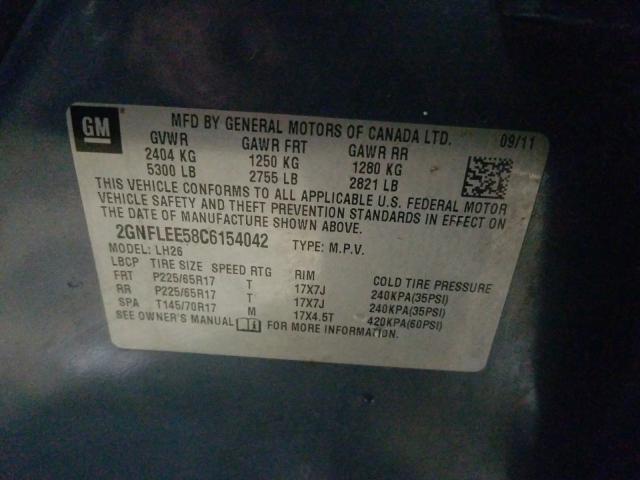 GM
MFD BY GENERAL MOTORS OF CANADA LTD. 09/11
GVWR GAWR FRT GAWR RR
2404 KG 1250 KG 1280 KG
5300 LB 2755 LB 2821 LB
THIS VEHICLE CONFORMS TO ALL APPLICABLE U.S. FEDERAL MOTOR
VEHICLE SAFETY AND THEFT PREVENTION STANDARDS IN EFFECT ON
THE DATE OF MANUFACTURE SHOWN ABOVE.
2GNFLEE58C6154042 TYPE: M.P.V.
MODEL: LH26
LBCP TIRE SIZE SPEED RTG RIM COLD TIRE PRESSURE
FRT P225/65R17 T 17X7J 240KPA(35PSI)
RR P225/65R17 T 17X7J 240KPA(35PSI)
SPA T145/70R17 M 17X4.5T 420KPA(60PSI)
SEE OWNER'S MANUAL FOR MORE INFORMATION.